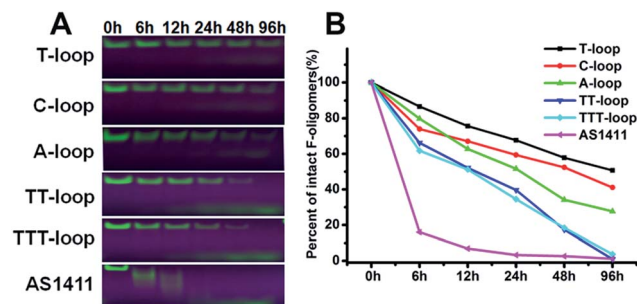 A
0h 6h 12h 24h 48h 96h
T-loop
C-loop
A-loop
TT-loop
TTT-loop
AS1411
B
Percent of intact F-oligomers(%)
100
80
60
40
20
0
0h 6h 12h 24h 48h 96h
T-loop
C-loop
A-loop
TT-loop
TTT-loop
AS1411